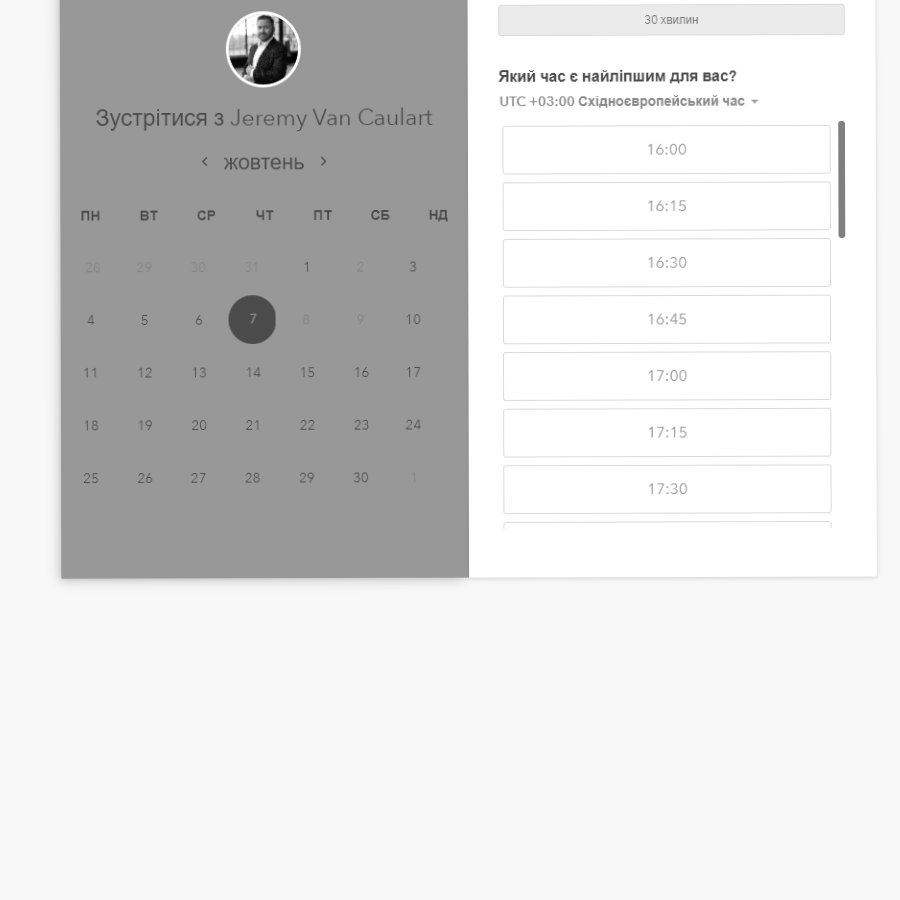 Зустрітися з Jeremy Van Caulart
‹ жовтень ›
ПН ВТ СР ЧТ ПТ СБ НД
28 29 30 31 1 2 3
4 5 6 7 8 9 10
11 12 13 14 15 16 17
18 19 20 21 22 23 24
25 26 27 28 29 30 1
30 хвилин
Який час є найліпшим для вас?
UTC +03:00 Східноєвропейський час
16:00
16:15
16:30
16:45
17:00
17:15
17:30